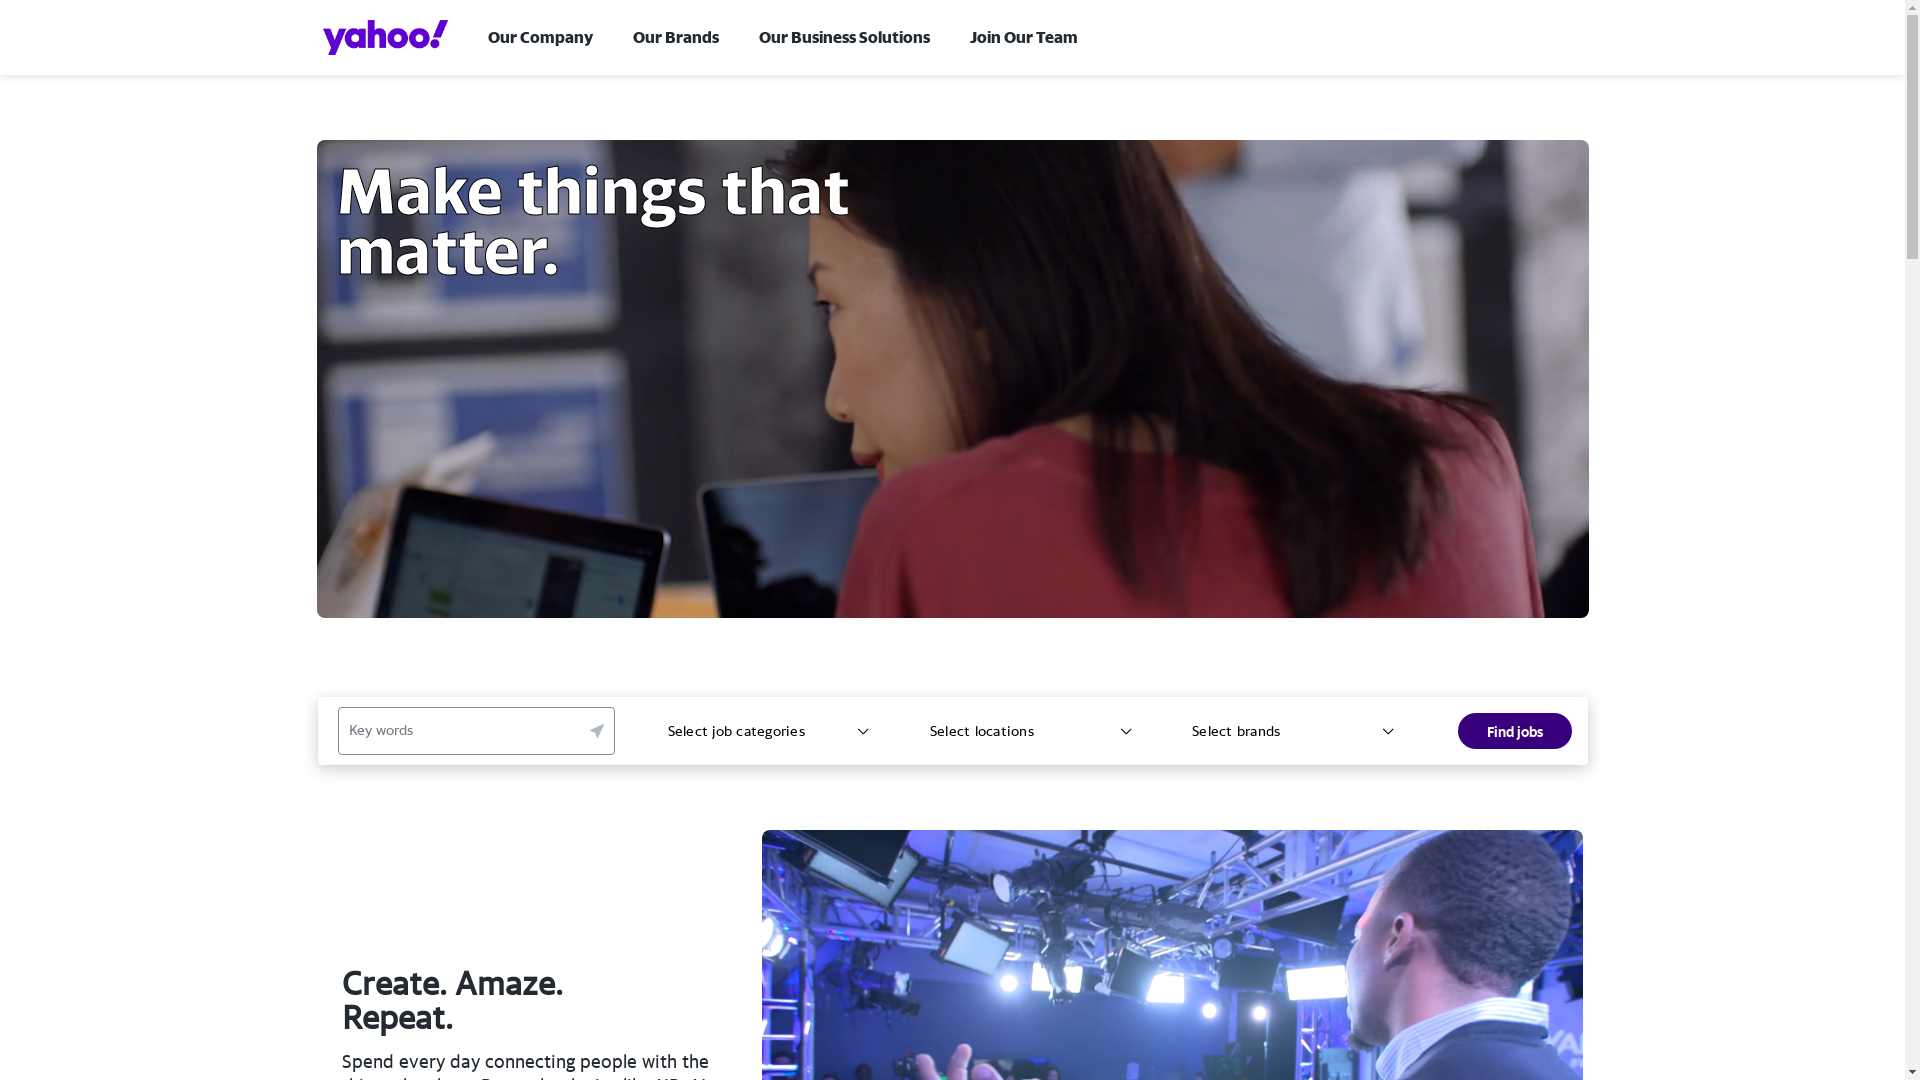 yahoo!
Our Company
Our Brands
Our Business Solutions
Join Our Team
Make things that
matter.
Key words
Select job categories
Select locations
Select brands
Find jobs
Create. Amaze.
Repeat.
Spend every day connecting people with the